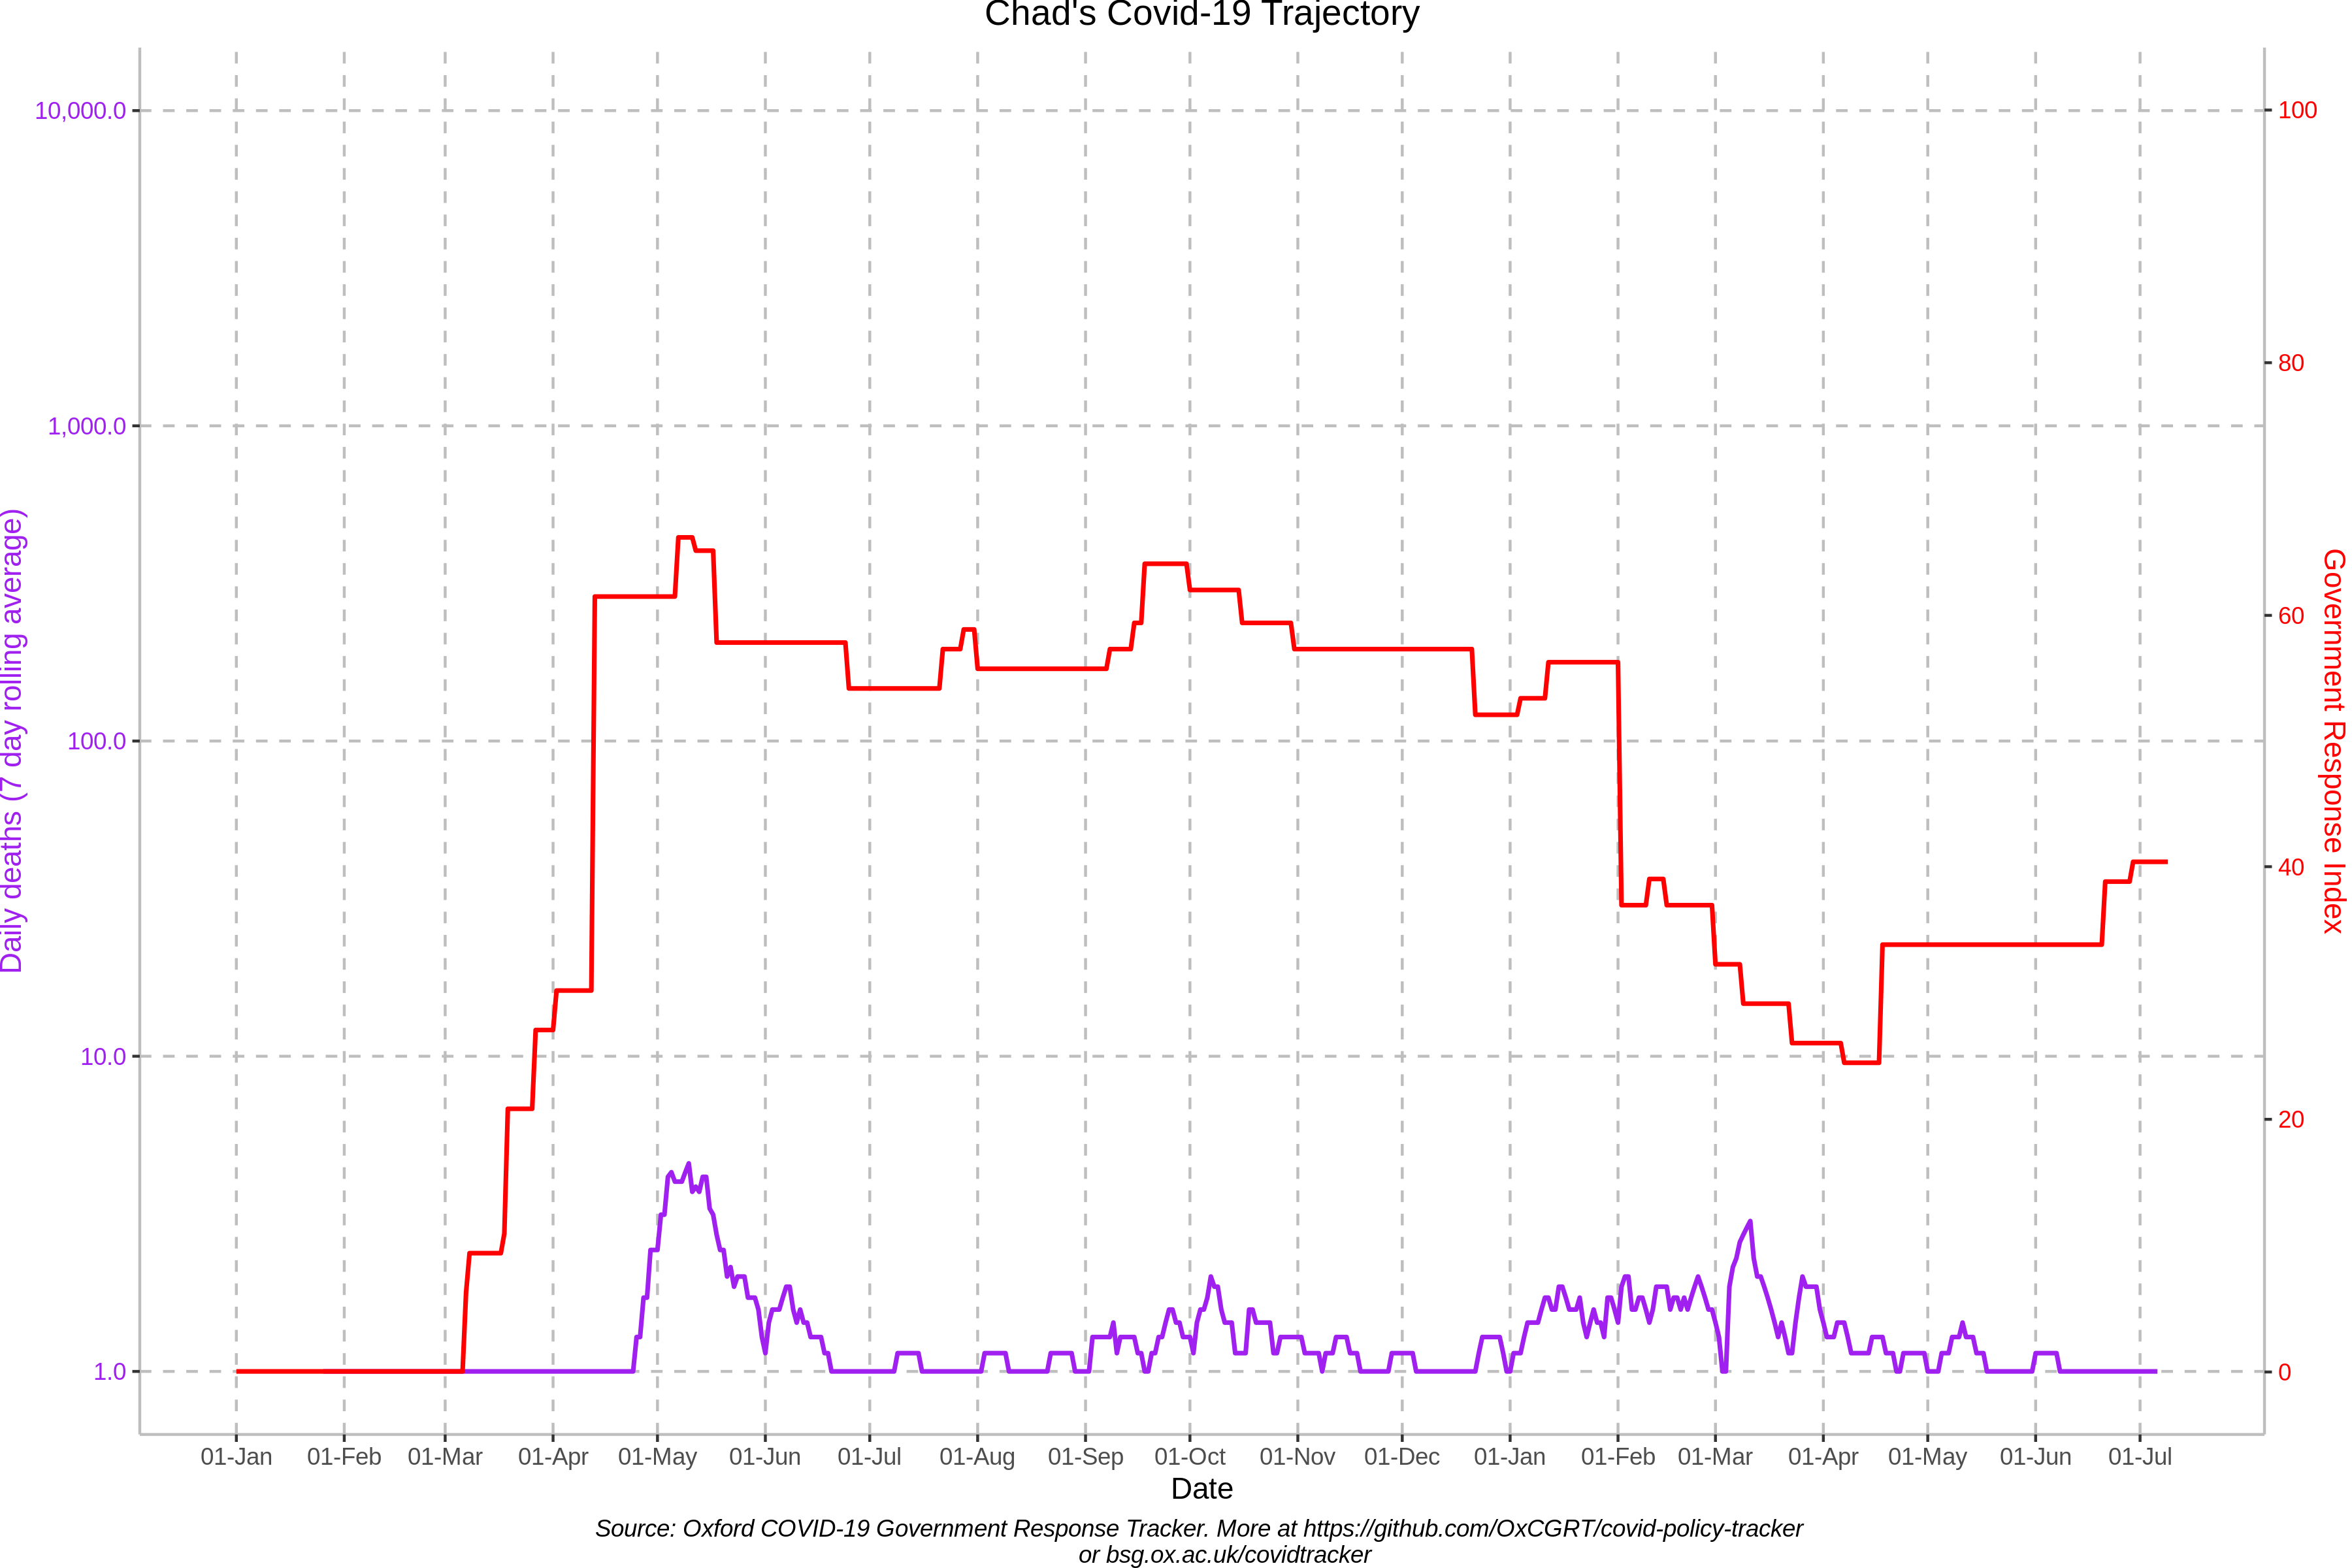 Chad's Covid-19 Trajectory
10,000.0
1,000.0
100.0
10.0
1.0
Daily deaths (7 day rolling average)
100
80
60
40
20
0
Government Response Index
01-Jan 01-Feb 01-Mar 01-Apr 01-May 01-Jun 01-Jul 01-Aug 01-Sep 01-Oct 01-Nov 01-Dec 01-Jan 01-Feb 01-Mar 01-Apr 01-May 01-Jun 01-Jul
Date
Source: Oxford COVID-19 Government Response Tracker. More at https://github.com/OxCGRT/covid-policy-tracker
or bsg.ox.ac.uk/covidtracker